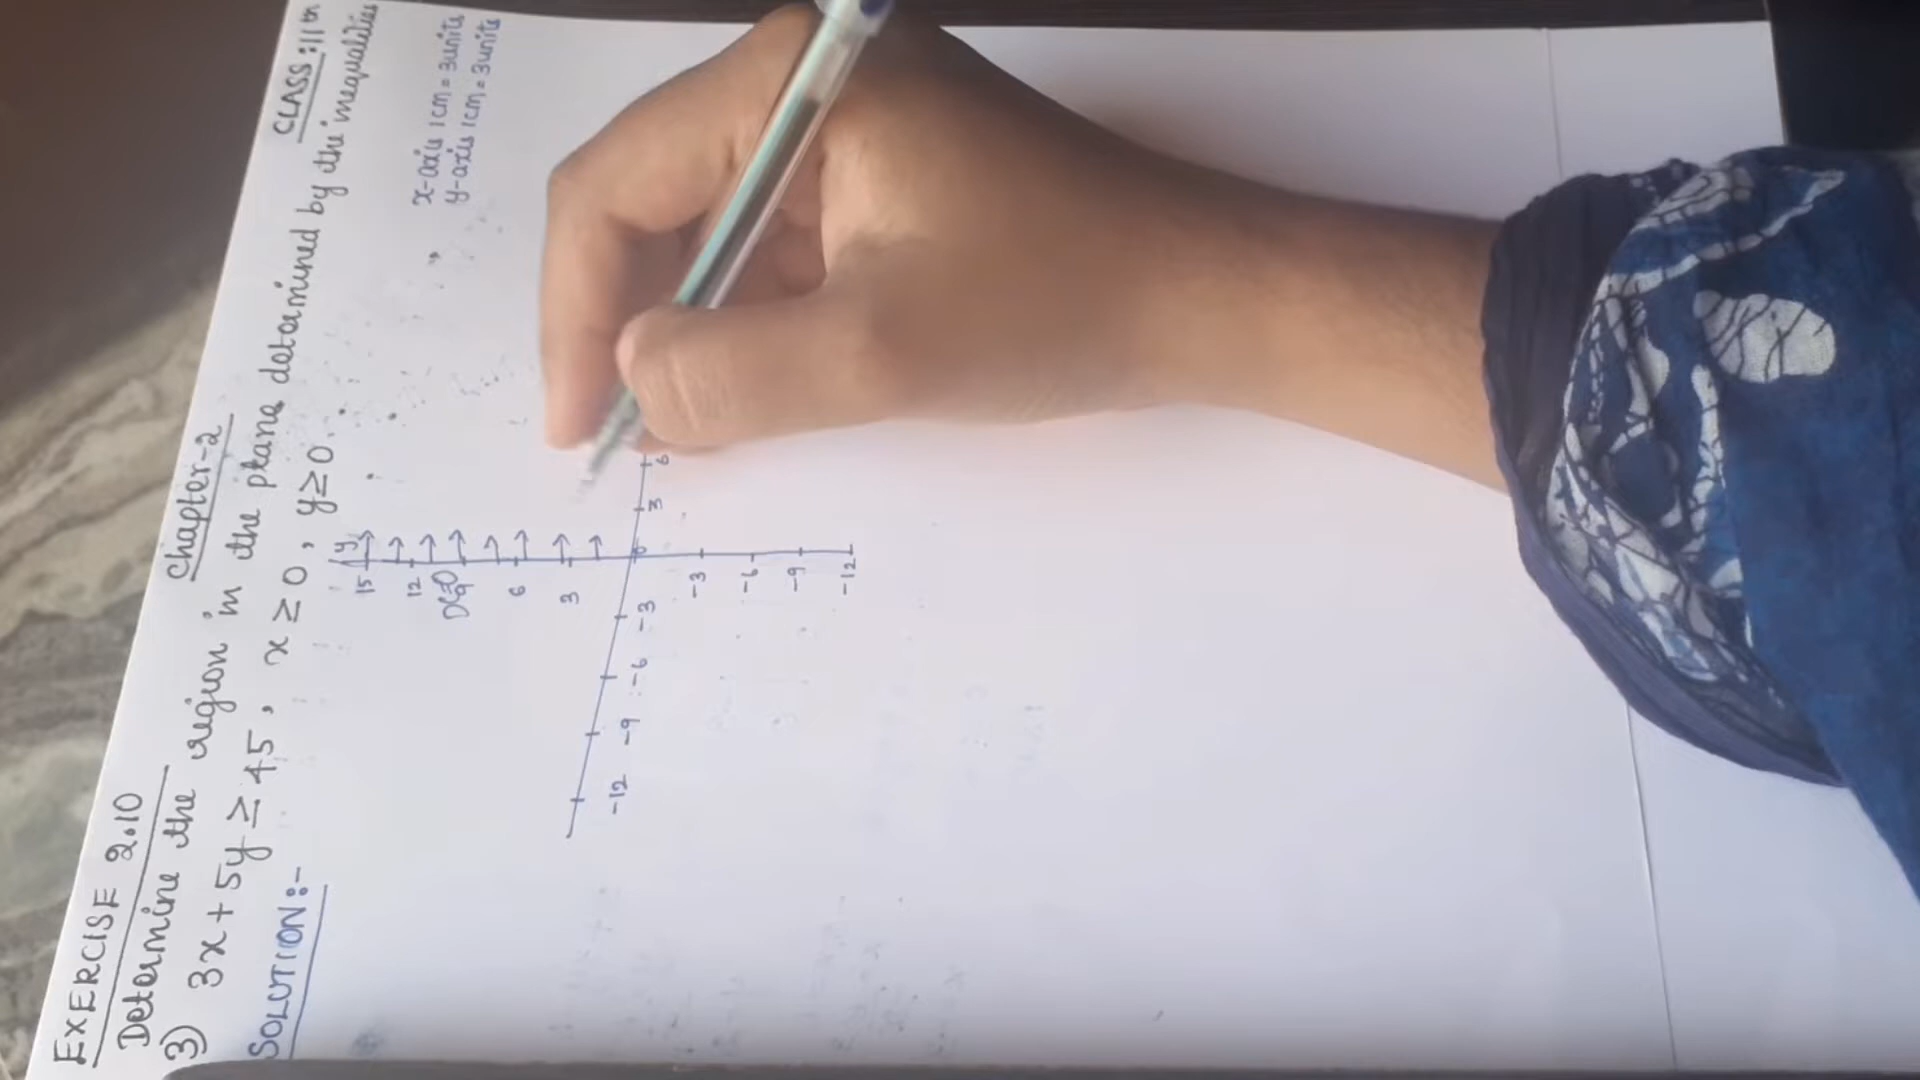 CLASS: 11th
Chapter-2
EXERCISE 2.10
Determine the region in the plane determined by the inequalities
3) 3x + 5y ≥ 45, x ≥ 0, y ≥ 0.
SOLUTION:-
x-axis 1cm = 3units
y-axis 1cm = 3units
y
15
12
x=0
9
6
3
-12 -9 -6 -3 0 3 6
-3
-6
-9
-12